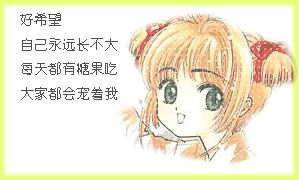 好希望
自己永远长不大
每天都有糖果吃
大家都会宠着我